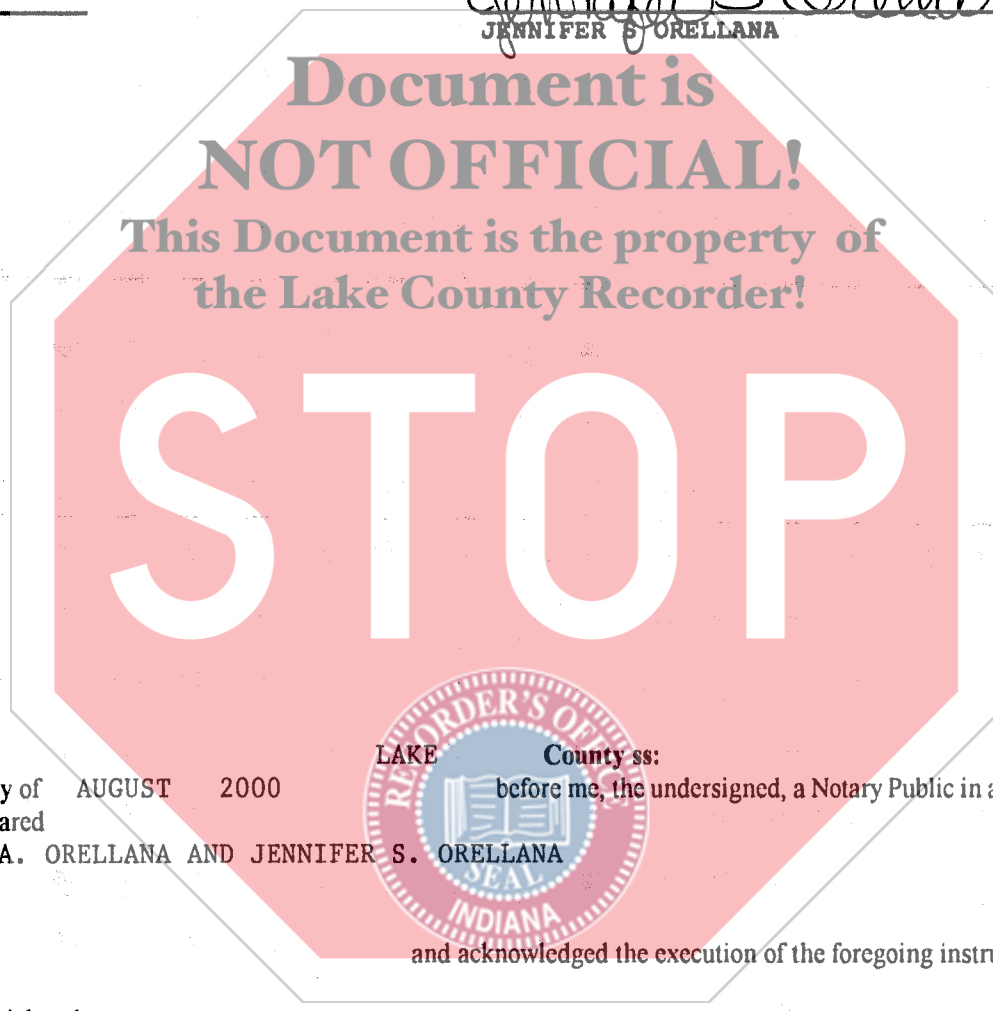 JENNIFER S ORELLANA
Document is
NOT OFFICIAL!
This Document is the property of
the Lake County Recorder!
STOP
RECORDER'S OFFICE
SEAL
INDIANA
LAKE County ss:
y of AUGUST 2000 before me, the undersigned, a Notary Public in a
ared
A. ORELLANA AND JENNIFER S. ORELLANA
and acknowledged the execution of the foregoing instru